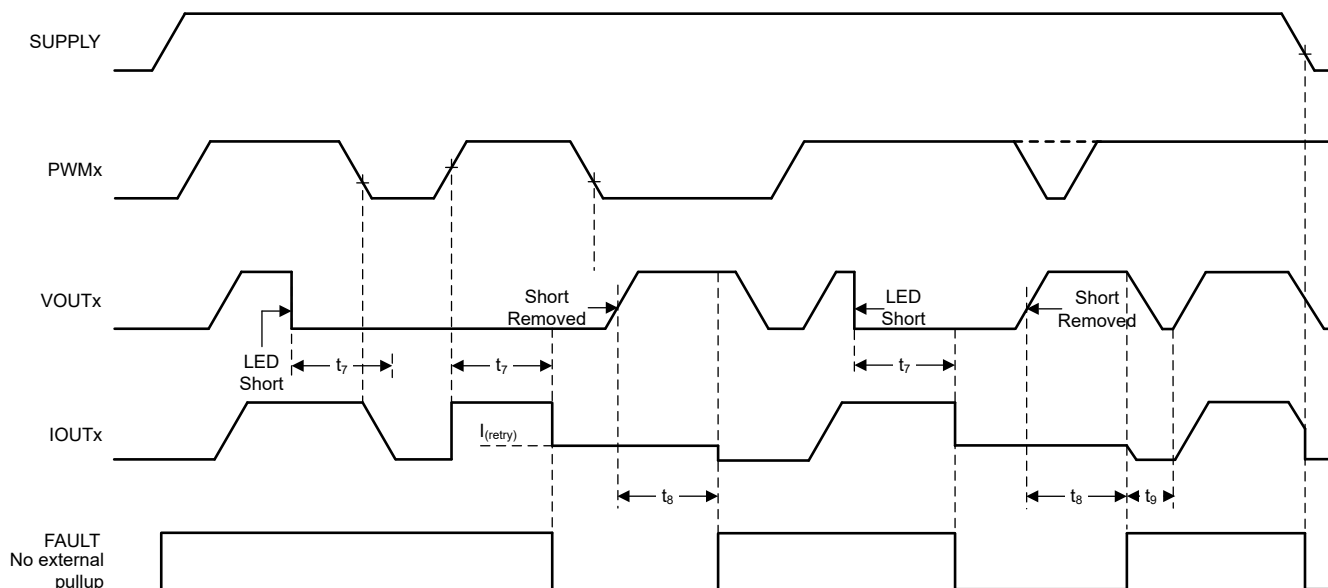 SUPPLY
PWMx
VOUTx
LED
Short
Short
Removed
LED
Short
Short
Removed
t7
t7
t7
IOUTx
I(retry)
t8
t8
t9
FAULT
No external
pullup